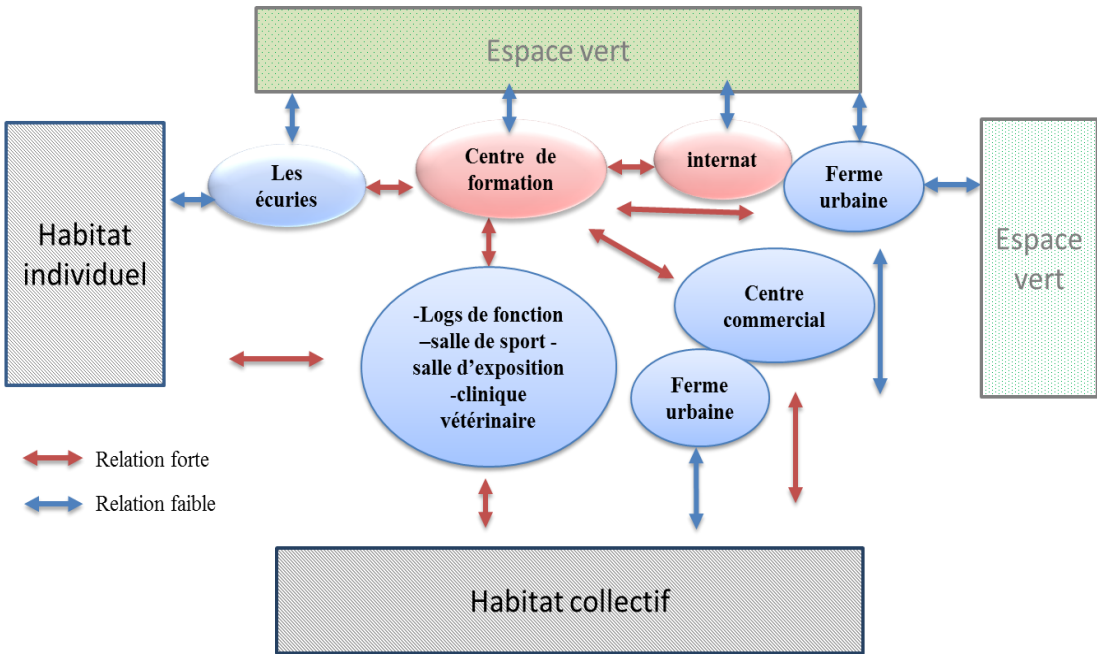 Espace vert
Habitat
individuel
Les
écuries
Centre de
formation
internat
Ferme
urbaine
Espace
vert
Centre
commercial
-Logs de fonction
–salle de sport -
salle d’exposition
-clinique
vétérinaire
Ferme
urbaine
Relation forte
Relation faible
Habitat collectif